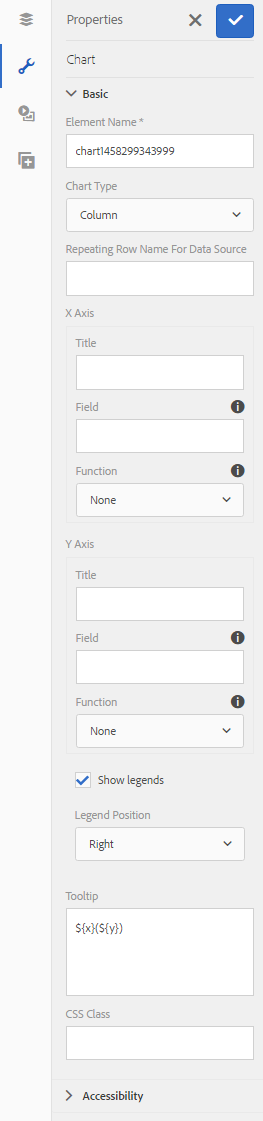 Properties
Chart
Basic
Element Name *
chart1458299343999
Chart Type
Column
Repeating Row Name For Data Source
X Axis
Title
Field
Function
None
Y Axis
Title
Field
Function
None
Show legends
Legend Position
Right
Tooltip
${x}(${y})
CSS Class
Accessibility